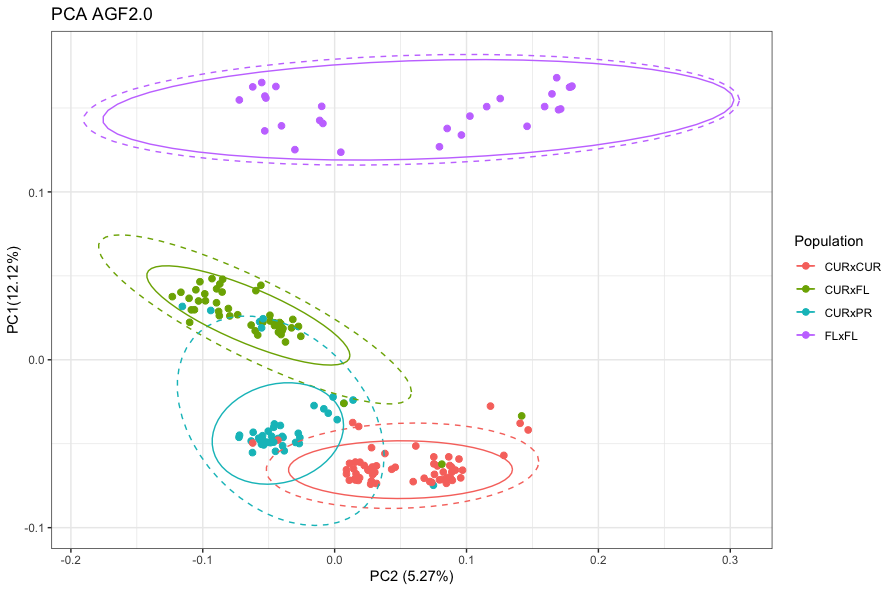 PCA AGF2.0
PC1(12.12%)
0.1
0.0
-0.1
-0.2
-0.1
0.0
0.1
0.2
0.3
PC2 (5.27%)
Population
CURxCUR
CURxFL
CURxPR
FLxFL